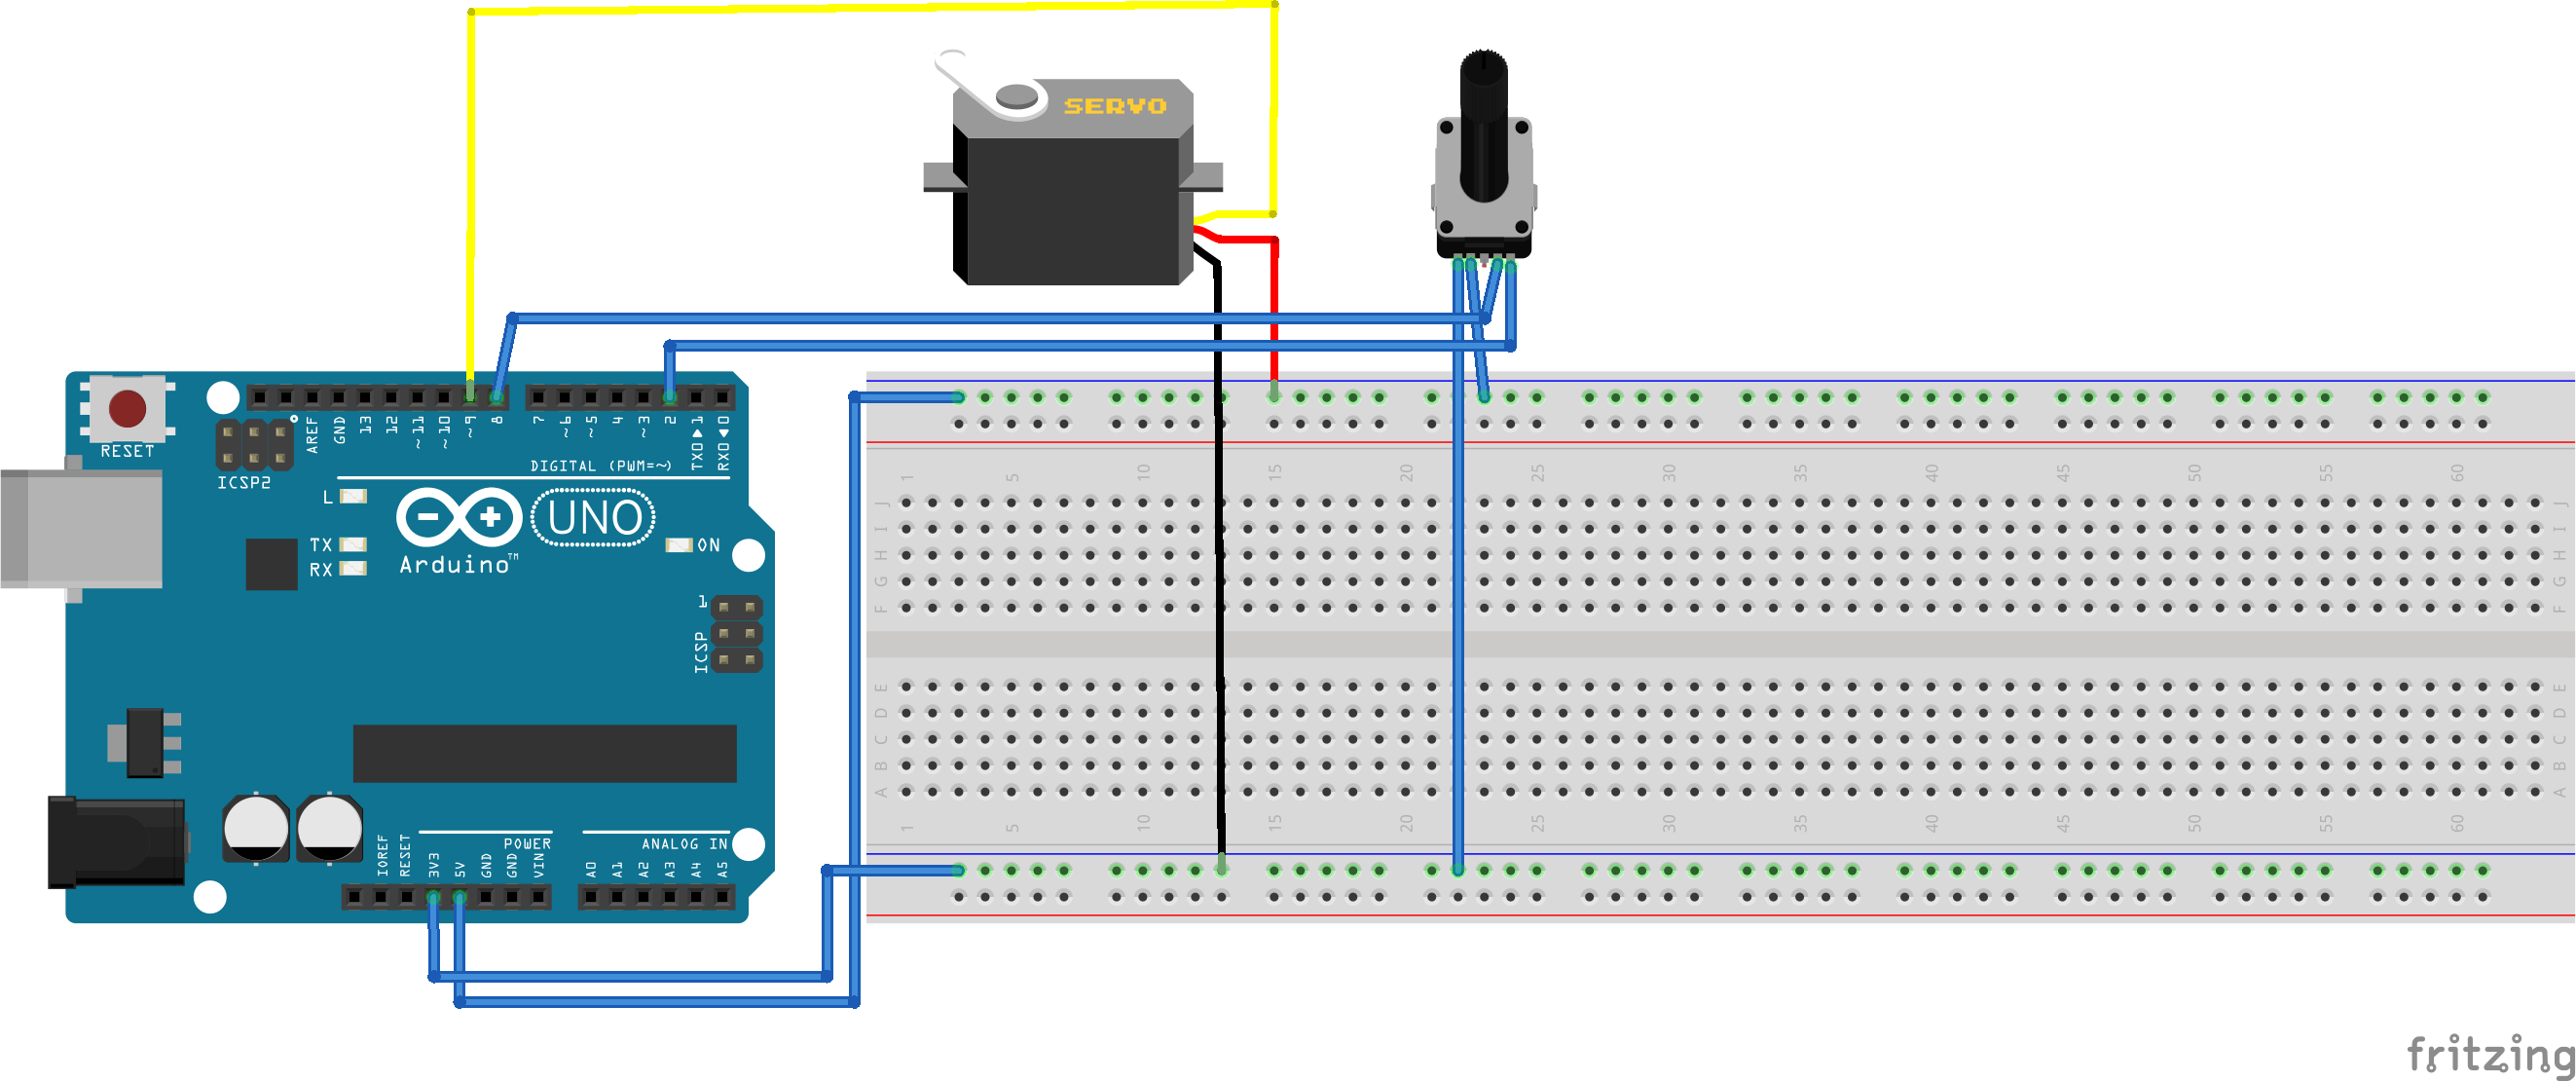 SERVO
RESET
ICSP2
AREF
GND
13
12
~11
~10
~9
8
7
~6
~5
4
~3
2
TX0▶1
RX0◀0
DIGITAL (PWM=~)
L
TX
RX
UNO
Arduino™
ON
1
ICSP
IOREF
RESET
3V3
5V
GND
GND
VIN
POWER
A0
A1
A2
A3
A4
A5
ANALOG IN
1 5 10 15 20 25 30 35 40 45 50 55 60
J J
I I
H H
G G
F F
E E
D D
C C
B B
A A
1 5 10 15 20 25 30 35 40 45 50 55 60
fritzing